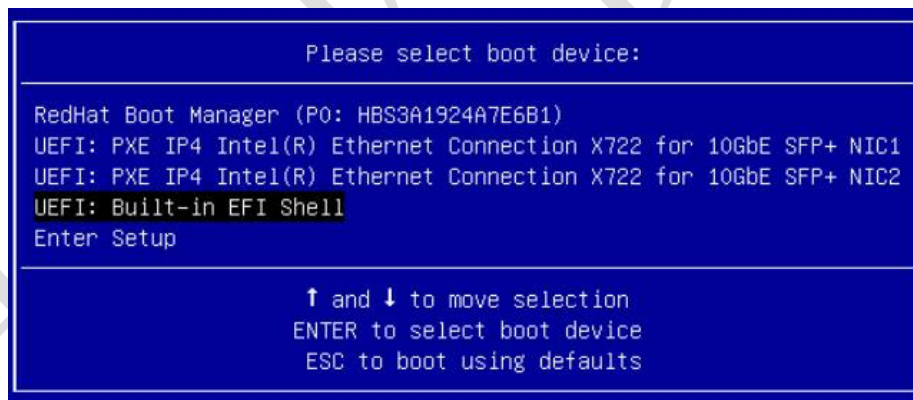 Please select boot device:
RedHat Boot Manager (P0: HBS3A1924A7E6B1)
UEFI: PXE IP4 Intel(R) Ethernet Connection X722 for 10GbE SFP+ NIC1
UEFI: PXE IP4 Intel(R) Ethernet Connection X722 for 10GbE SFP+ NIC2
UEFI: Built-in EFI Shell
Enter Setup
↑ and ↓ to move selection
ENTER to select boot device
ESC to boot using defaults